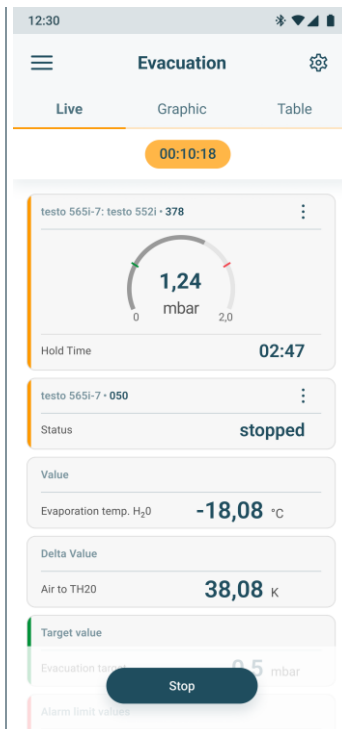 12:30
Evacuation
Live Graphic Table
00:10:18
testo 565i-7: testo 552i • 378
1,24
mbar
0 2,0
Hold Time 02:47
testo 565i-7 • 050
Status stopped
Value
Evaporation temp. H₂0 -18,08 °C
Delta Value
Air to TH20 38,08 K
Target value
Evacuation target 0,5 mbar
Stop
Alarm limit values